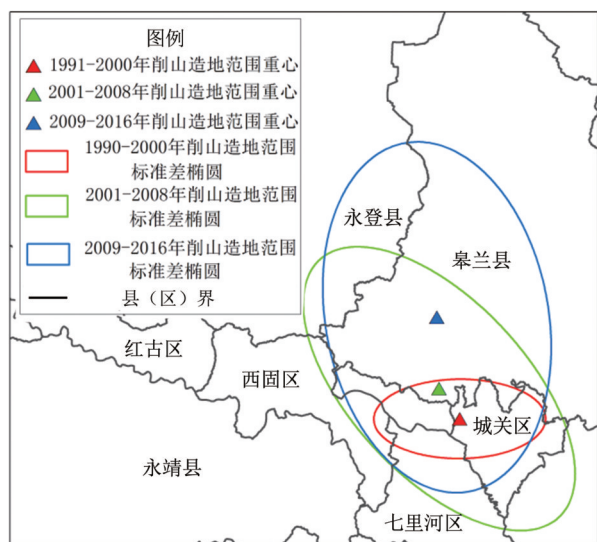 图例
1991-2000年削山造地范围重心
2001-2008年削山造地范围重心
2009-2016年削山造地范围重心
1990-2000年削山造地范围
标准差椭圆
2001-2008年削山造地范围
标准差椭圆
2009-2016年削山造地范围
标准差椭圆
县（区）界
永登县
皋兰县
红古区
西固区
城关区
永靖县
七里河区